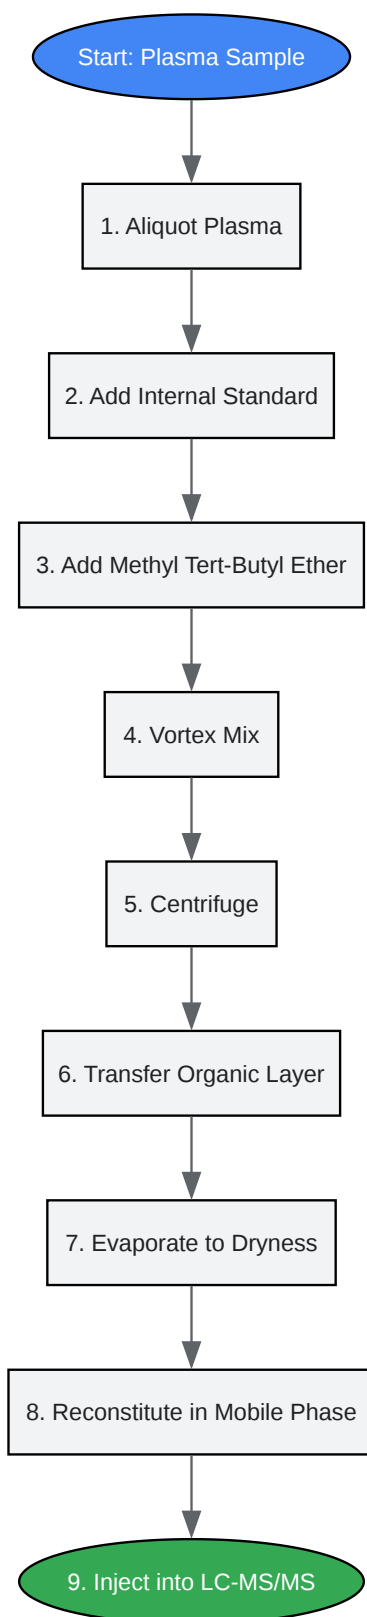 Start: Plasma Sample
1. Aliquot Plasma
2. Add Internal Standard
3. Add Methyl Tert-Butyl Ether
4. Vortex Mix
5. Centrifuge
6. Transfer Organic Layer
7. Evaporate to Dryness
8. Reconstitute in Mobile Phase
9. Inject into LC-MS/MS